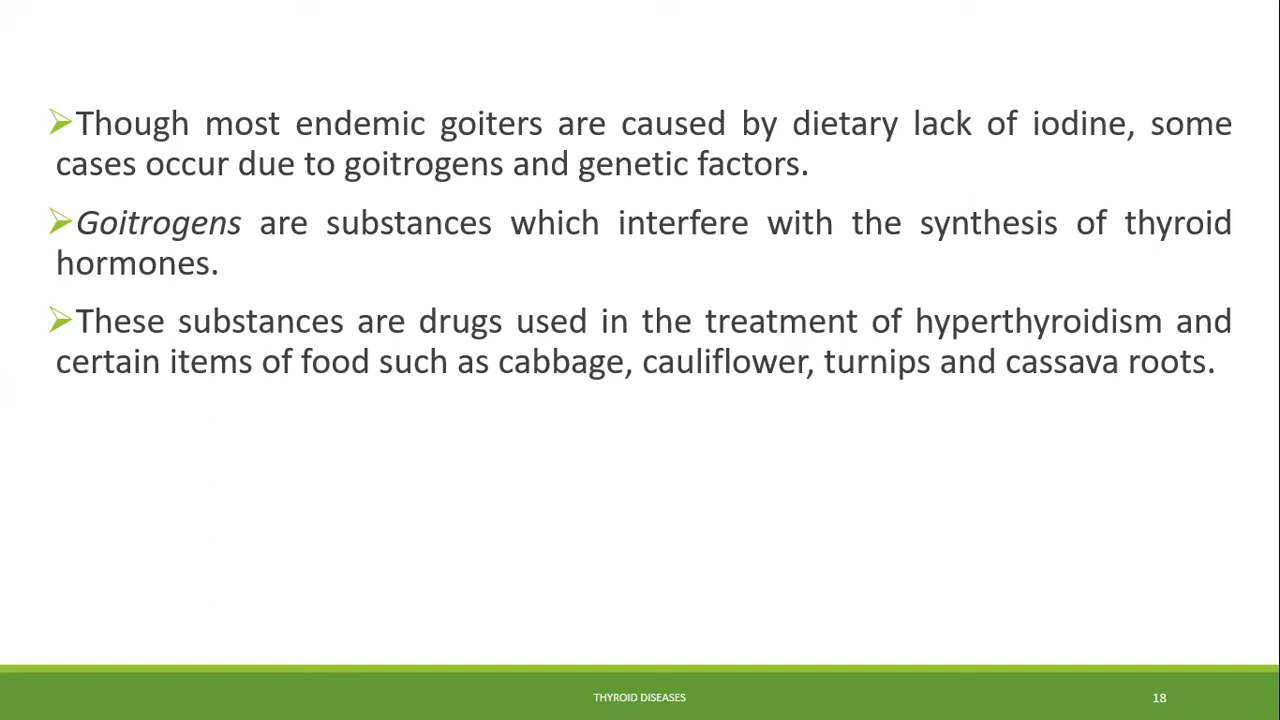 Though most endemic goiters are caused by dietary lack of iodine, some
cases occur due to goitrogens and genetic factors.
Goitrogens are substances which interfere with the synthesis of thyroid
hormones.
These substances are drugs used in the treatment of hyperthyroidism and
certain items of food such as cabbage, cauliflower, turnips and cassava roots.
THYROID DISEASES
18